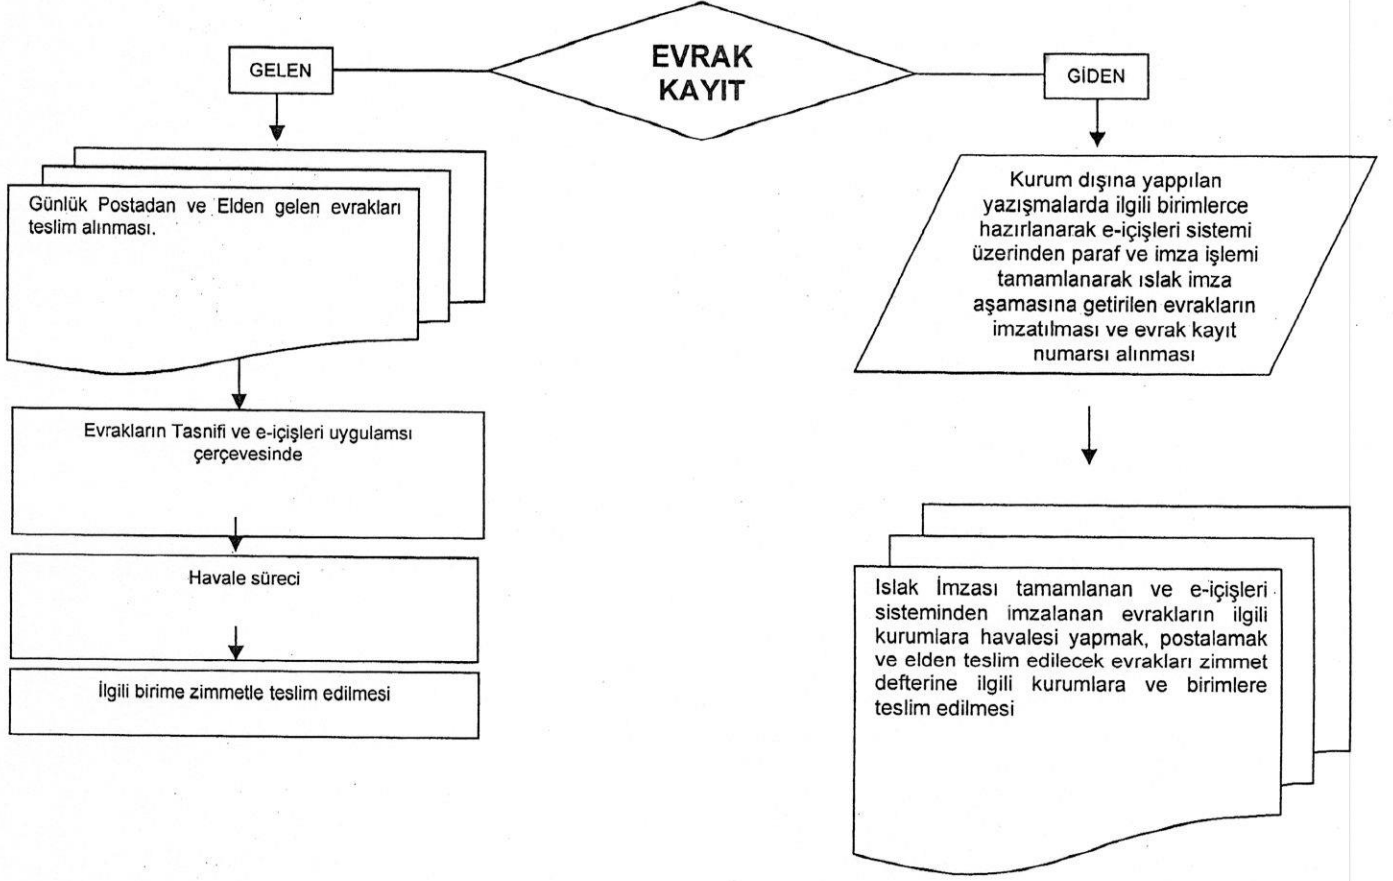 EVRAK
KAYIT
GELEN
Günlük Postadan ve Elden gelen evrakları
teslim alınması.
Evrakların Tasnifi ve e-içişleri uygulamsı
çerçevesinde
Havale süreci
İlgili birime zimmetle teslim edilmesi
GİDEN
Kurum dışına yappılan
yazışmalarda ilgili birimlerce
hazırlanarak e-içişleri sistemi
üzerinden paraf ve imza işlemi
tamamlanarak ıslak imza
aşamasına getirilen evrakların
imzatılması ve evrak kayıt
numarsı alınması
Islak İmzası tamamlanan ve e-içişleri
sisteminden imzalanan evrakların ilgili
kurumlara havalesi yapmak, postalamak
ve elden teslim edilecek evrakları zimmet
defterine ilgili kurumlara ve birimlere
teslim edilmesi